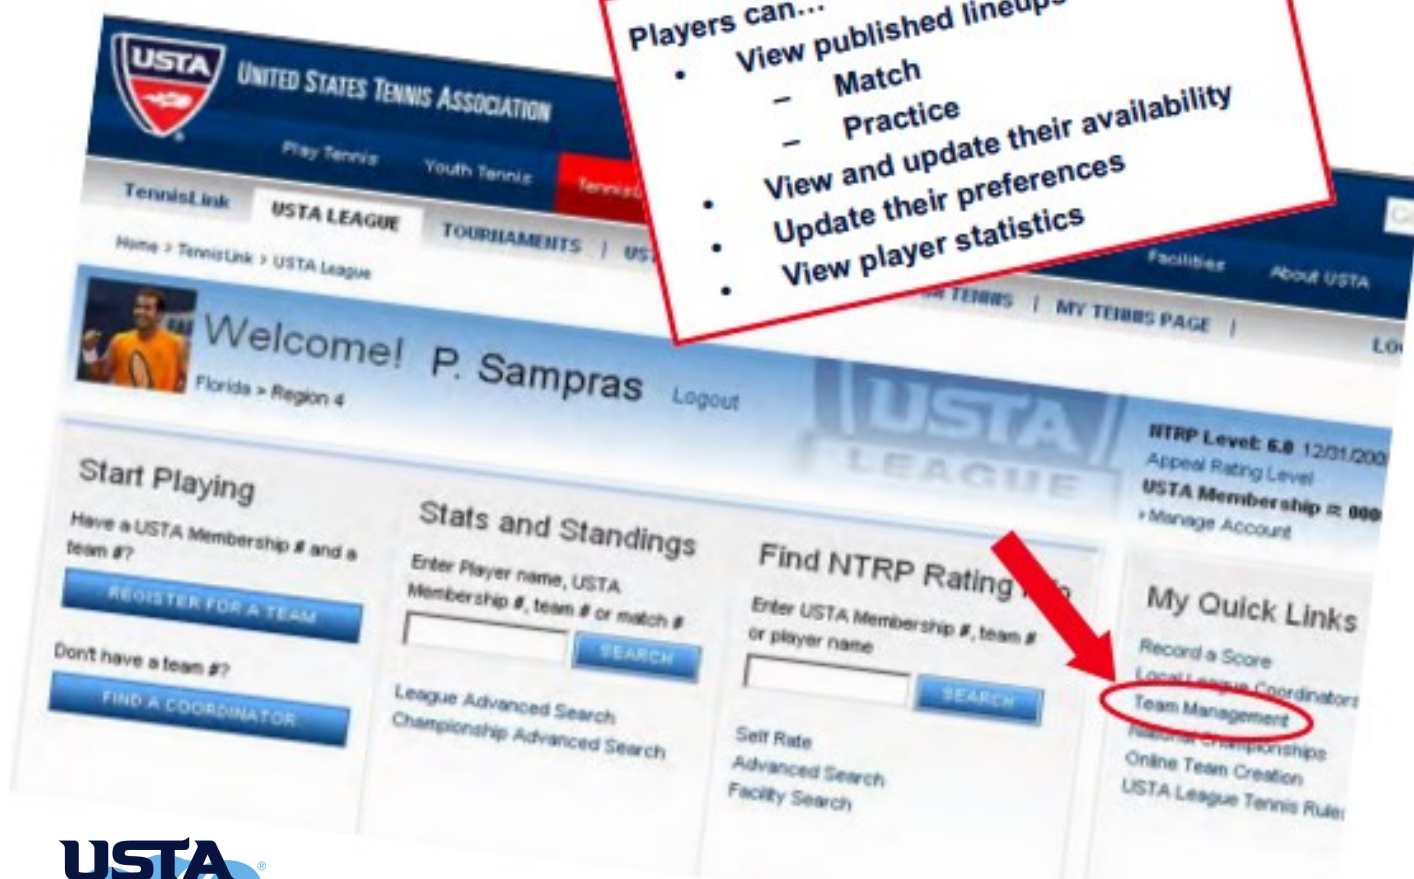 Players can...
• View published lineups
– Match
– Practice
• View and update their availability
• Update their preferences
• View player statistics
USTA
UNITED STATES TENNIS ASSOCIATION
Play Tennis Youth Tennis
Facilities About USTA
TennisLink USTA LEAGUE TOURNAMENTS |
TENNIS | MY TENNIS PAGE |
Home > TennisLink > USTA League
Welcome! P. Sampras Logout
Florida > Region 4
USTA
LEAGUE
NTRP Level: 6.0
Appeal Rating Level
USTA Membership
Manage Account
Start Playing
Have a USTA Membership # and a
team #?
REGISTER FOR A TEAM
Don't have a team #?
FIND A COORDINATOR
Stats and Standings
Enter Player name, USTA
Membership #, team # or match #
SEARCH
League Advanced Search
Championship Advanced Search
Find NTRP Rating
Enter USTA Membership #, team #
or player name
SEARCH
Self Rate
Advanced Search
Facility Search
My Quick Links
Record a Score
Local League Coordinators
Team Management
National Championships
Online Team Creation
USTA League Tennis Rules
USTA